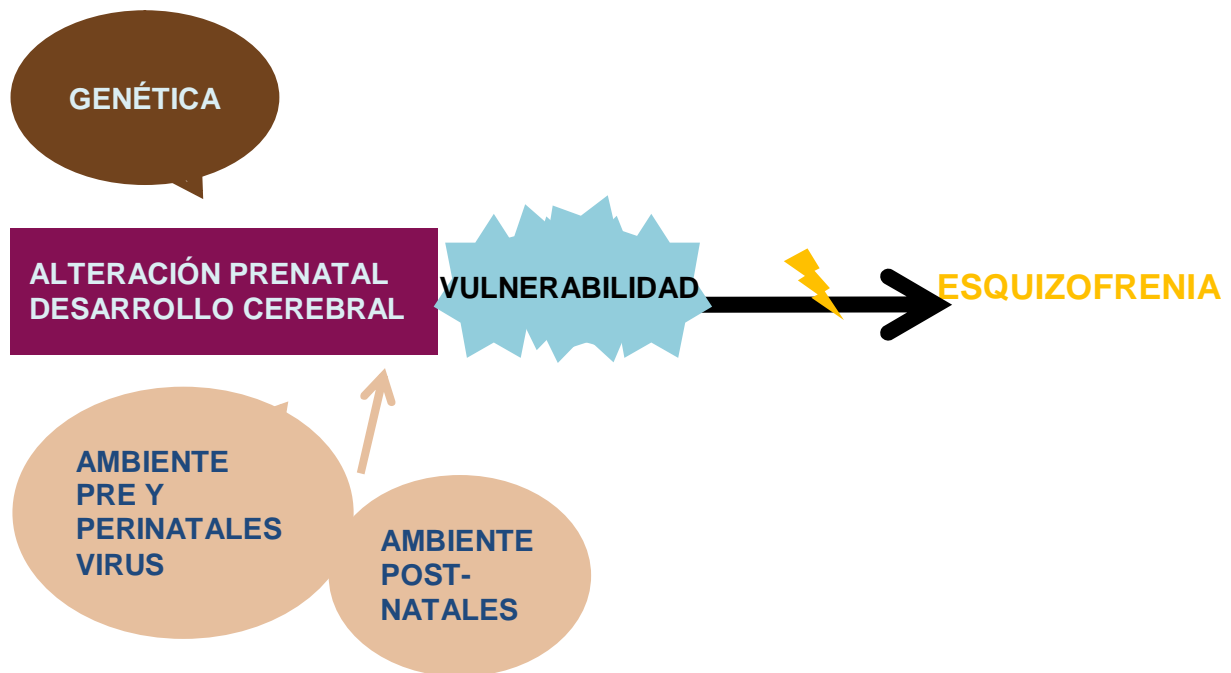 GENÉTICA
ALTERACIÓN PRENATAL
DESARROLLO CEREBRAL
VULNERABILIDAD
ESQUIZOFRENIA
AMBIENTE
PRE Y
PERINATALES
VIRUS
AMBIENTE
POST-
NATALES